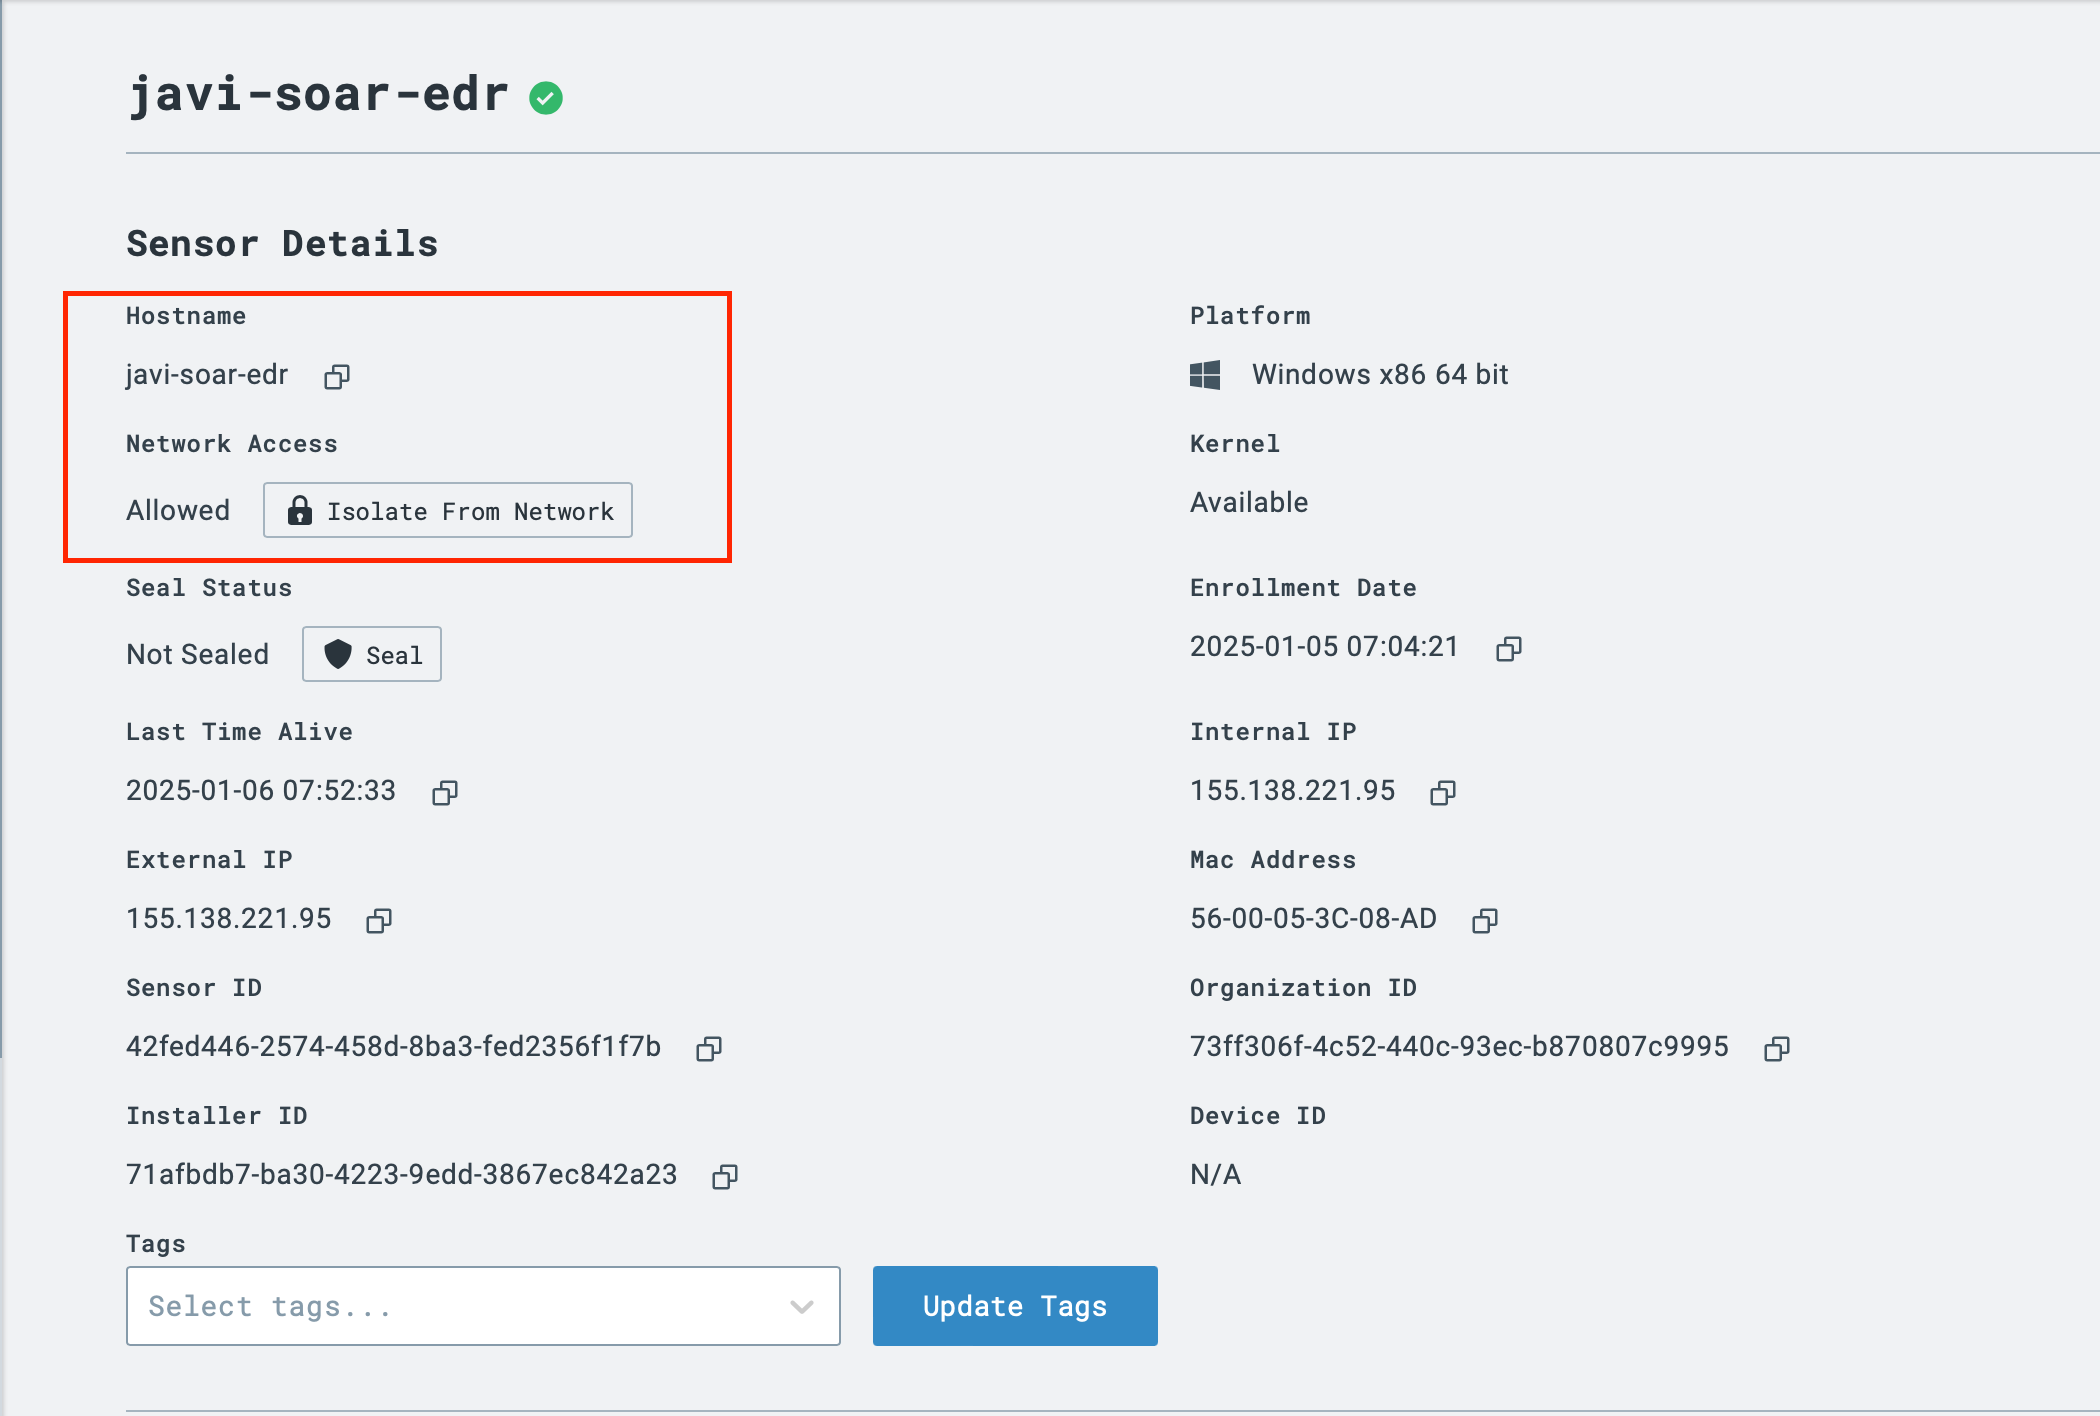 javi-soar-edr
Sensor Details
Hostname
javi-soar-edr
Network Access
Allowed Isolate From Network
Seal Status
Not Sealed Seal
Last Time Alive
2025-01-06 07:52:33
External IP
155.138.221.95
Sensor ID
42fed446-2574-458d-8ba3-fed2356f1f7b
Installer ID
71afbdb7-ba30-4223-9edd-3867ec842a23
Tags
Select tags...
Update Tags
Platform
Windows x86 64 bit
Kernel
Available
Enrollment Date
2025-01-05 07:04:21
Internal IP
155.138.221.95
Mac Address
56-00-05-3C-08-AD
Organization ID
73ff306f-4c52-440c-93ec-b870807c9995
Device ID
N/A